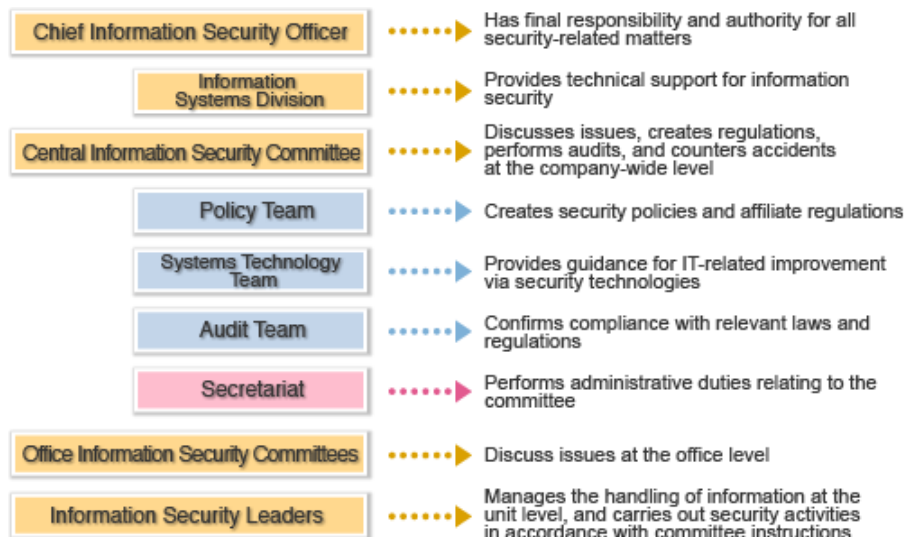 Chief Information Security Officer
Has final responsibility and authority for all
security-related matters
Information
Systems Division
Provides technical support for information
security
Central Information Security Committee
Discusses issues, creates regulations,
performs audits, and counters accidents
at the company-wide level
Policy Team
Creates security policies and affiliate regulations
Systems Technology
Team
Provides guidance for IT-related improvement
via security technologies
Audit Team
Confirms compliance with relevant laws and
regulations
Secretariat
Performs administrative duties relating to the
committee
Office Information Security Committees
Discuss issues at the office level
Information Security Leaders
Manages the handling of information at the
unit level, and carries out security activities
in accordance with committee instructions